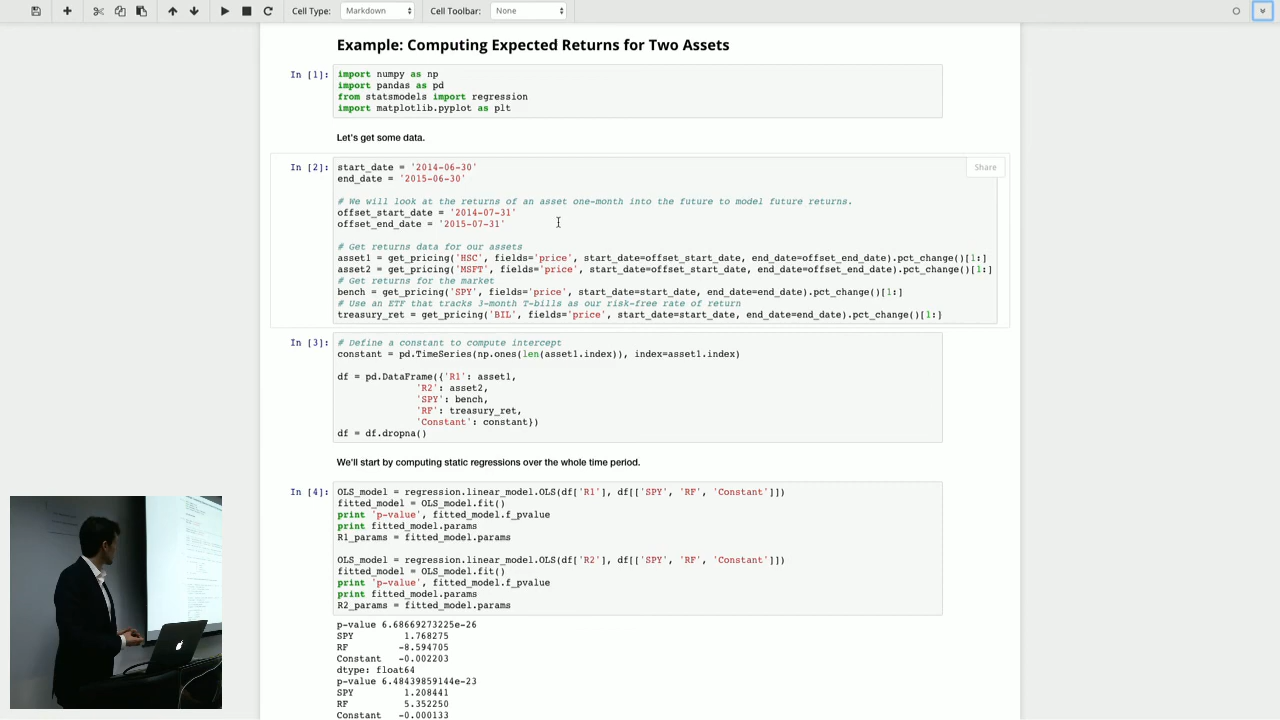 Cell Type: Markdown Cell Toolbar: None
Example: Computing Expected Returns for Two Assets
In [1]:
import numpy as np
import pandas as pd
from statsmodels import regression
import matplotlib.pyplot as plt
Let's get some data.
In [2]:
Share
start_date = '2014-06-30'
end_date = '2015-06-30'
# We will look at the returns of an asset one-month into the future to model future returns.
offset_start_date = '2014-07-31'
offset_end_date = '2015-07-31'
# Get returns data for our assets
asset1 = get_pricing('HSC', fields='price', start_date=offset_start_date, end_date=offset_end_date).pct_change()[1:]
asset2 = get_pricing('MSFT', fields='price', start_date=offset_start_date, end_date=offset_end_date).pct_change()[1:]
# Get returns for the market
bench = get_pricing('SPY', fields='price', start_date=start_date, end_date=end_date).pct_change()[1:]
# Use an ETF that tracks 3-month T-bills as our risk-free rate of return
treasury_ret = get_pricing('BIL', fields='price', start_date=start_date, end_date=end_date).pct_change()[1:]
In [3]:
# Define a constant to compute intercept
constant = pd.TimeSeries(np.ones(len(asset1.index)), index=asset1.index)
df = pd.DataFrame({'R1': asset1,
'R2': asset2,
'SPY': bench,
'RF': treasury_ret,
'Constant': constant})
df = df.dropna()
We'll start by computing static regressions over the whole time period.
In [4]:
OLS_model = regression.linear_model.OLS(df['R1'], df[['SPY', 'RF', 'Constant']])
fitted_model = OLS_model.fit()
print 'p-value', fitted_model.f_pvalue
print fitted_model.params
R1_params = fitted_model.params
OLS_model = regression.linear_model.OLS(df['R2'], df[['SPY', 'RF', 'Constant']])
fitted_model = OLS_model.fit()
print 'p-value', fitted_model.f_pvalue
print fitted_model.params
R2_params = fitted_model.params
p-value 6.68669273225e-26
SPY 1.768275
RF -8.594705
Constant -0.002203
dtype: float64
p-value 6.48439859144e-23
SPY 1.208441
RF 5.352250
Constant -0.000133